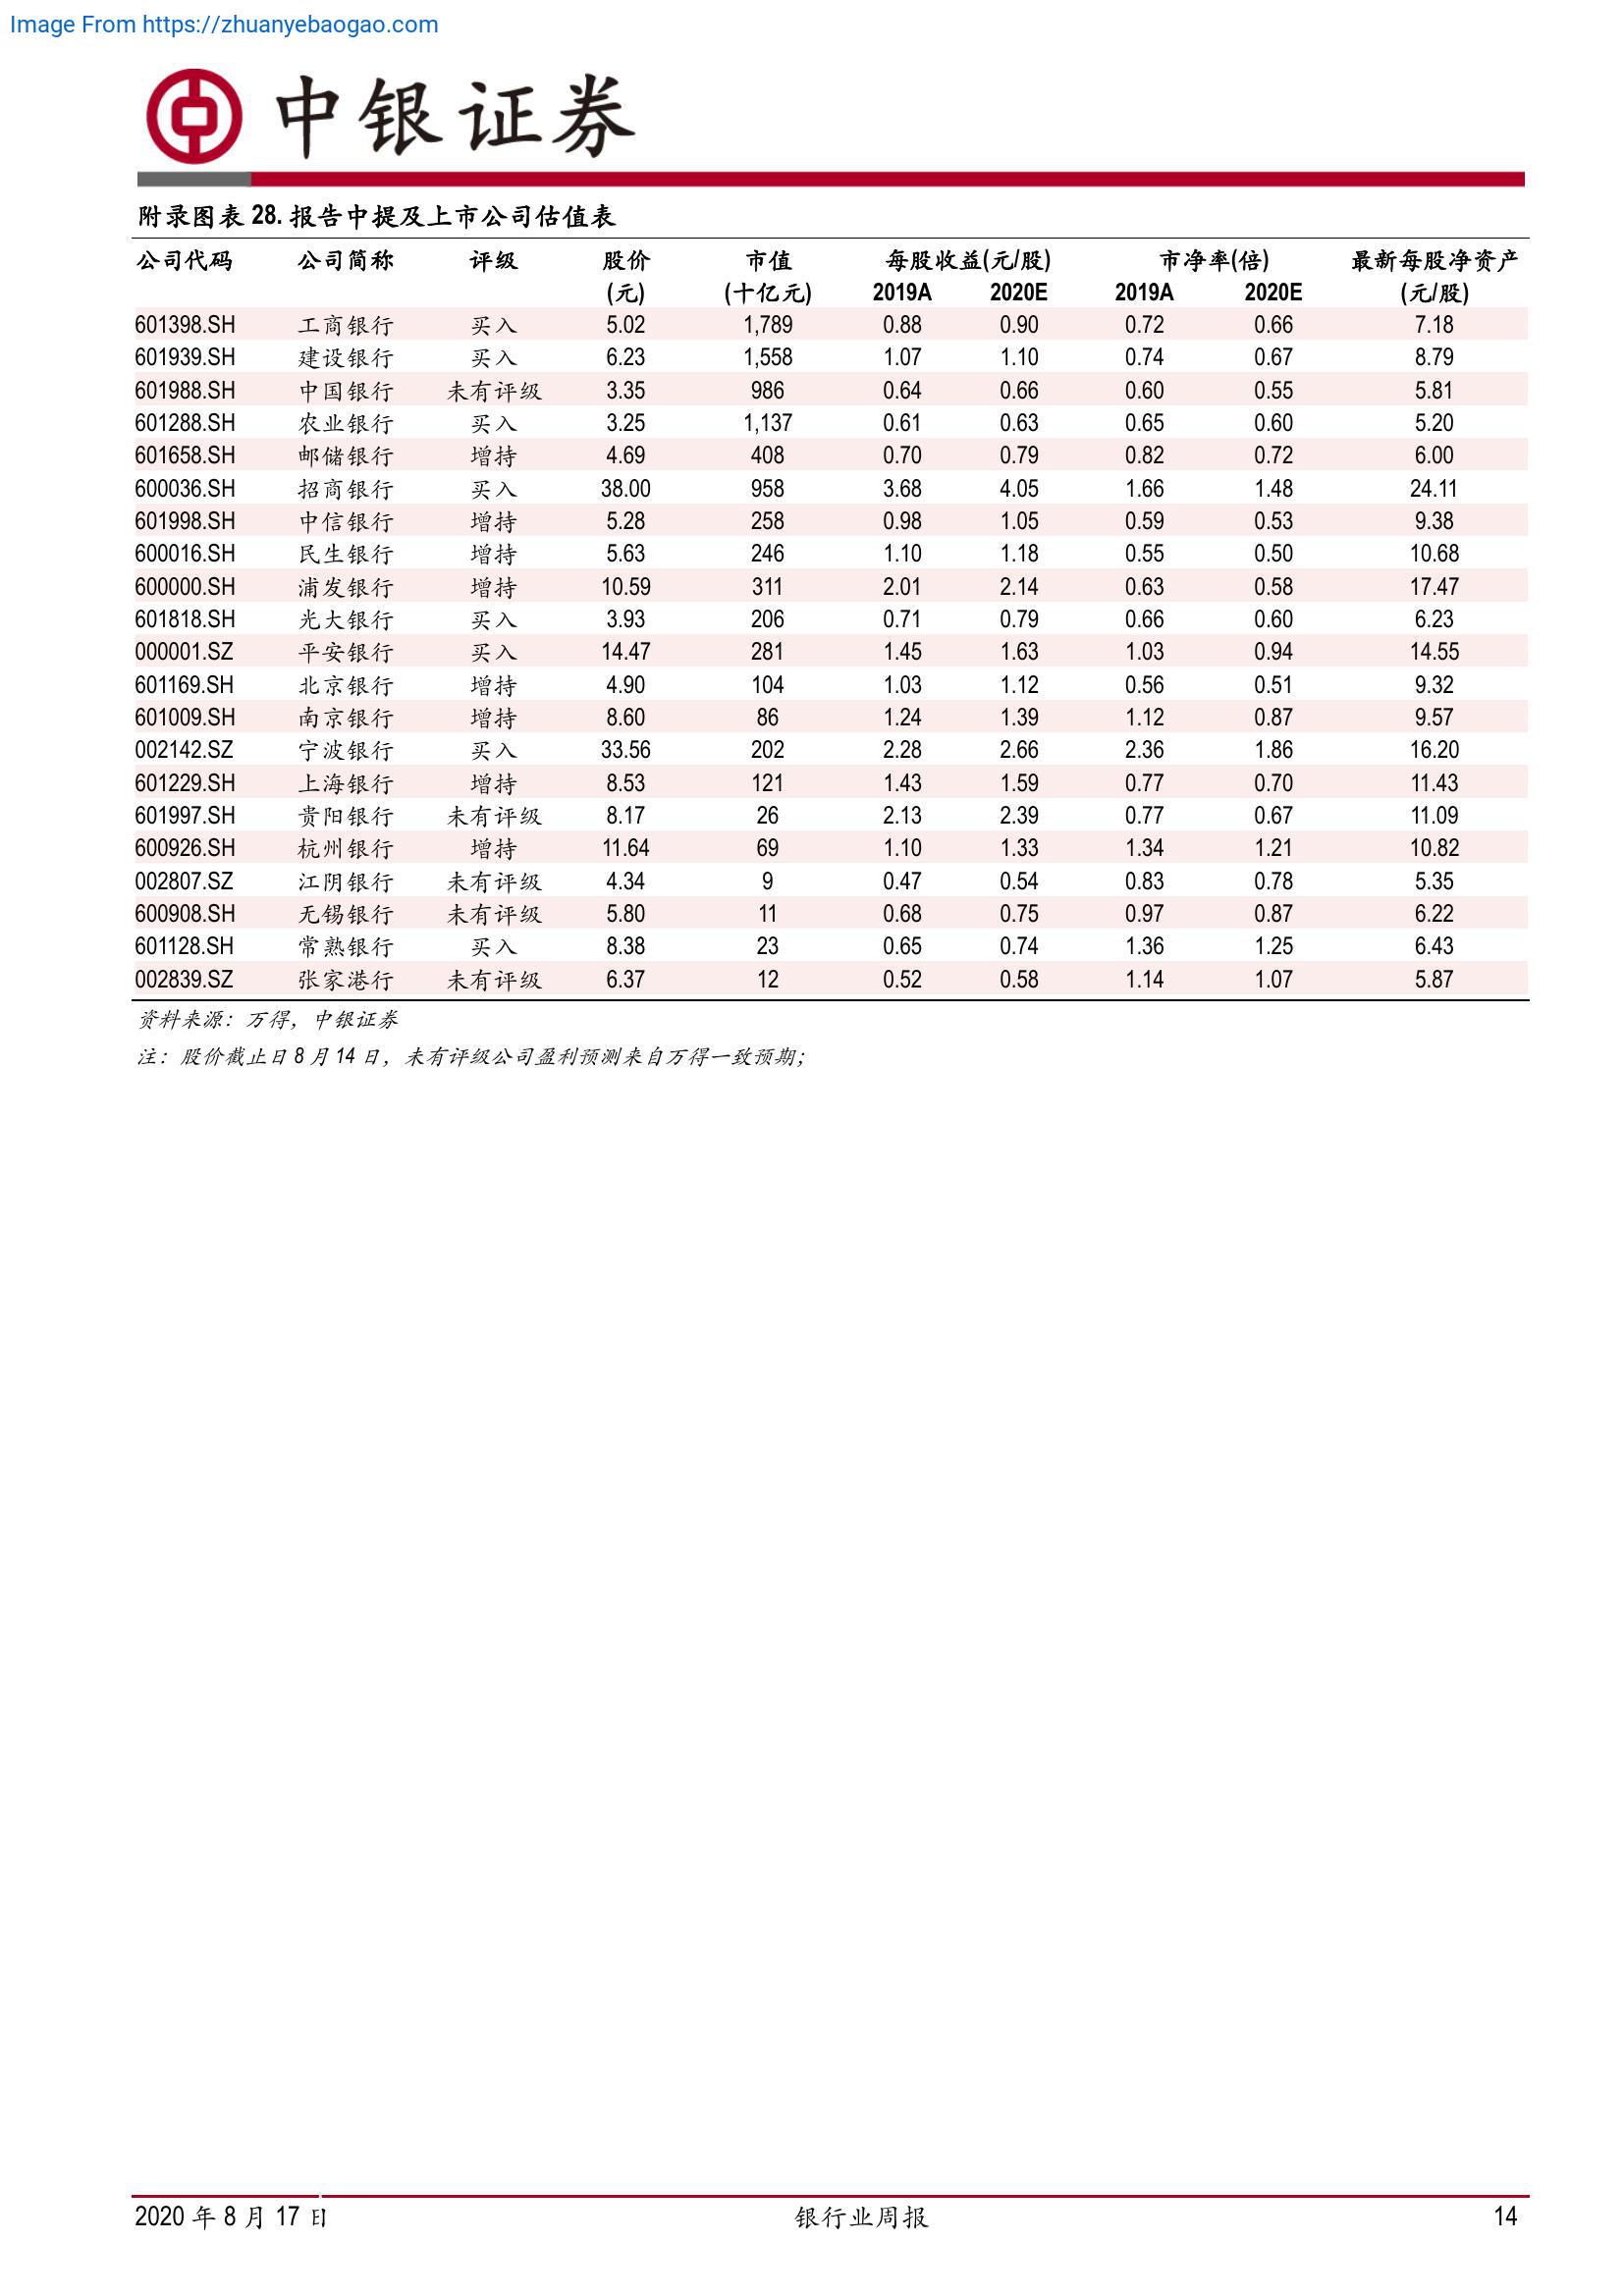 Image From https://zhuanyebaogao.com
中银证券
附录图表 28. 报告中提及上市公司估值表
公司代码 公司简称 评级 股价 市值 每股收益(元/股) 市净率(倍) 最新每股净资产
(元) (十亿元) 2019A 2020E 2019A 2020E (元/股)
601398.SH 工商银行 买入 5.02 1,789 0.88 0.90 0.72 0.66 7.18
601939.SH 建设银行 买入 6.23 1,558 1.07 1.10 0.74 0.67 8.79
601988.SH 中国银行 未有评级 3.35 986 0.64 0.66 0.60 0.55 5.81
601288.SH 农业银行 买入 3.25 1,137 0.61 0.63 0.65 0.60 5.20
601658.SH 邮储银行 增持 4.69 408 0.70 0.79 0.82 0.72 6.00
600036.SH 招商银行 买入 38.00 958 3.68 4.05 1.66 1.48 24.11
601998.SH 中信银行 增持 5.28 258 0.98 1.05 0.59 0.53 9.38
600016.SH 民生银行 增持 5.63 246 1.10 1.18 0.55 0.50 10.68
600000.SH 浦发银行 增持 10.59 311 2.01 2.14 0.63 0.58 17.47
601818.SH 光大银行 买入 3.93 206 0.71 0.79 0.66 0.60 6.23
000001.SZ 平安银行 买入 14.47 281 1.45 1.63 1.03 0.94 14.55
601169.SH 北京银行 增持 4.90 104 1.03 1.12 0.56 0.51 9.32
601009.SH 南京银行 增持 8.60 86 1.24 1.39 1.12 0.87 9.57
002142.SZ 宁波银行 买入 33.56 202 2.28 2.66 2.36 1.86 16.20
601229.SH 上海银行 增持 8.53 121 1.43 1.59 0.77 0.70 11.43
601997.SH 贵阳银行 未有评级 8.17 26 2.13 2.39 0.77 0.67 11.09
600926.SH 杭州银行 增持 11.64 69 1.10 1.33 1.34 1.21 10.82
002807.SZ 江阴银行 未有评级 4.34 9 0.47 0.54 0.83 0.78 5.35
600908.SH 无锡银行 未有评级 5.80 11 0.68 0.75 0.97 0.87 6.22
601128.SH 常熟银行 买入 8.38 23 0.65 0.74 1.36 1.25 6.43
002839.SZ 张家港行 未有评级 6.37 12 0.52 0.58 1.14 1.07 5.87
资料来源：万得，中银证券
注：股价截止日 8 月 14 日，未有评级公司盈利预测来自万得一致预期；
2020 年 8 月 17 日 银行业周报 14